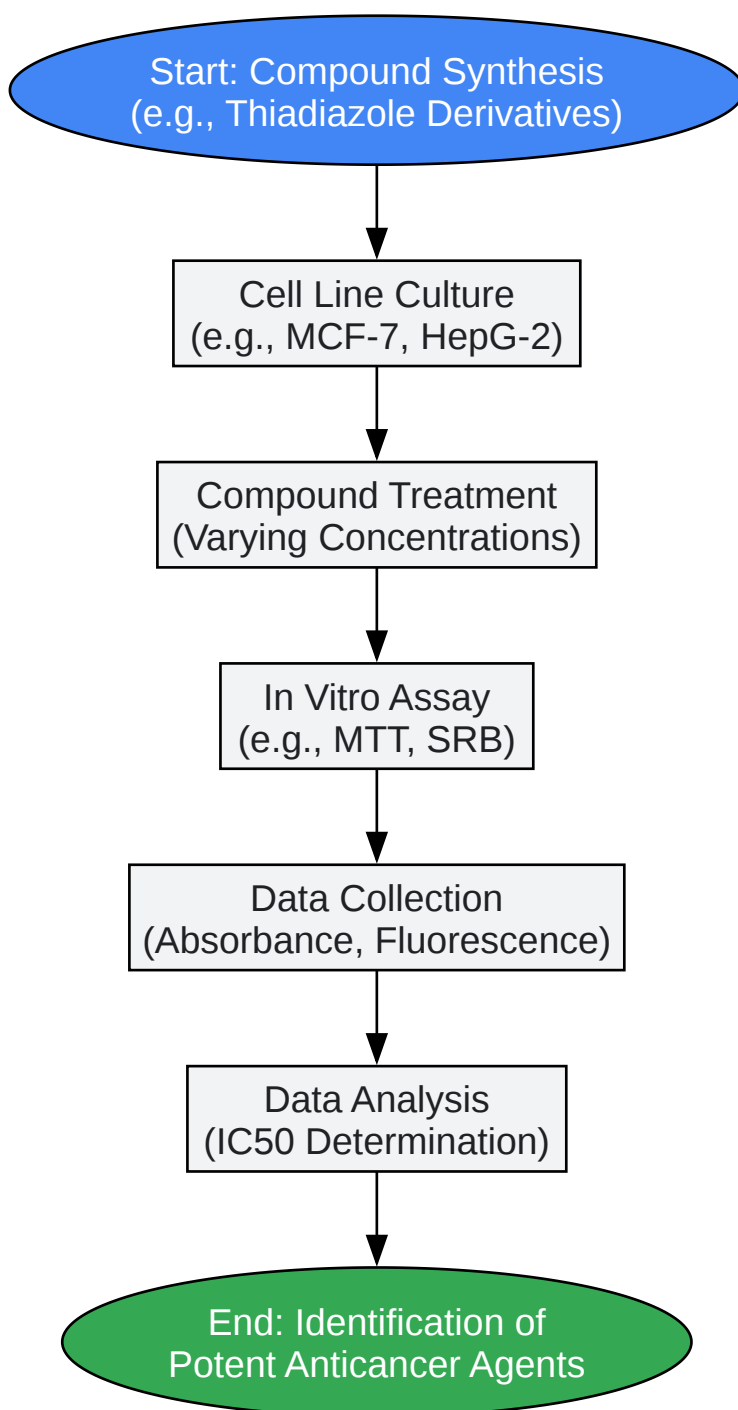 Start: Compound Synthesis
(e.g., Thiadiazole Derivatives)
Cell Line Culture
(e.g., MCF-7, HepG-2)
Compound Treatment
(Varying Concentrations)
In Vitro Assay
(e.g., MTT, SRB)
Data Collection
(Absorbance, Fluorescence)
Data Analysis
(IC50 Determination)
End: Identification of
Potent Anticancer Agents